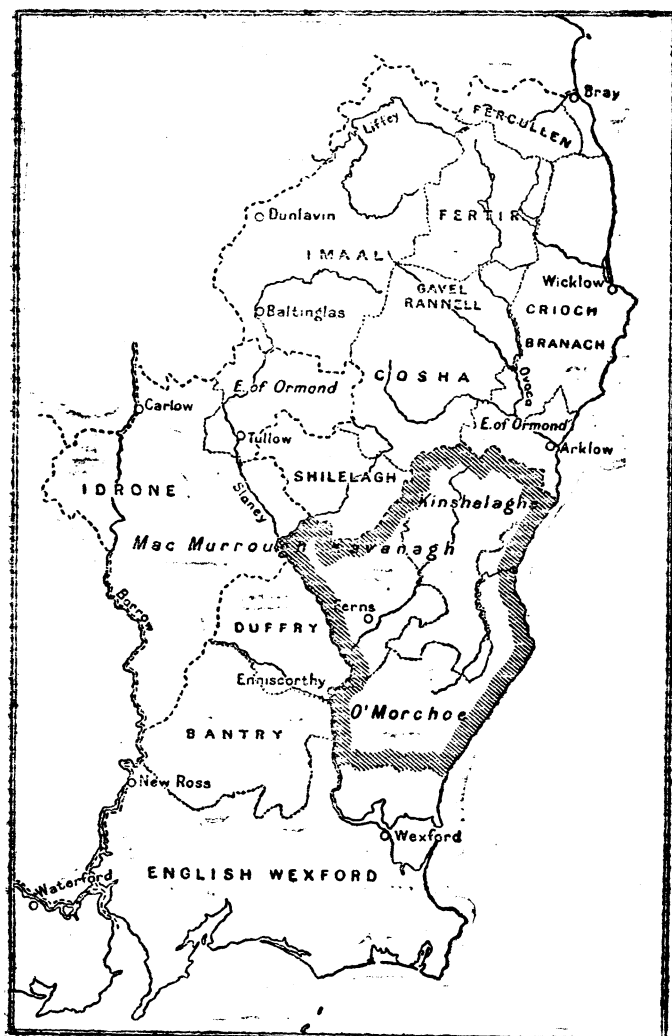 Bray
FERCULLEN
Liffey
Dunlavin
FERTIR
IMAAL
Wicklow
GAVEL
RANNELL
CRIOCH
Baltinglas
BRANACH
COSHA
E. of Ormond
Ovoca
Carlow
E. of Ormond
Tullow
Arklow
SHILELAGH
IDRONE
Slaney
Kinshelaghs
Mac Murrough Kavanagh
Barrow
Ferns
DUFFRY
Enniscorthy
O'Morchoe
BANTRY
New Ross
Wexford
ENGLISH WEXFORD
Waterford